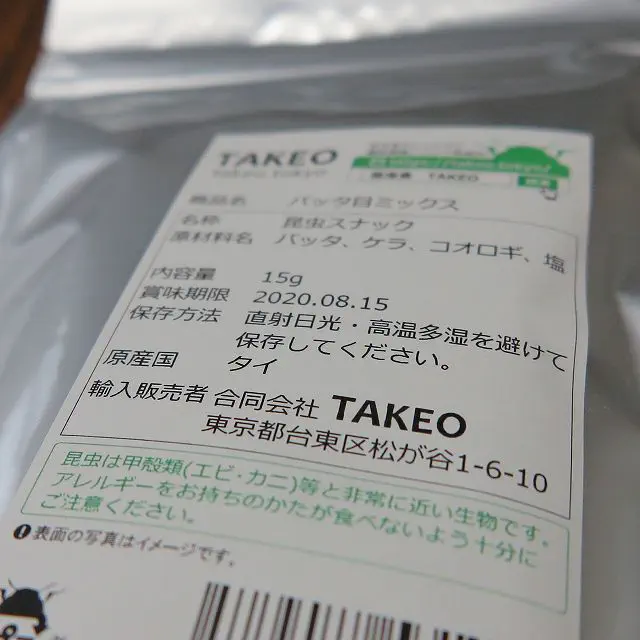 TAKEO
TAKEO
商品名 バッタ目ミックス
名称 昆虫スナック
原材料名 バッタ、ケラ、コオロギ、塩
内容量 15g
賞味期限 2020.08.15
保存方法 直射日光・高温多湿を避けて
保存してください。
原産国 タイ
輸入販売者 合同会社 TAKEO
東京都台東区松が谷1-6-10
昆虫は甲殻類(エビ・カニ)等と非常に近い生物です。
アレルギーをお持ちのかたが食べないよう十分に
ご注意ください。
表面の写真はイメージです。